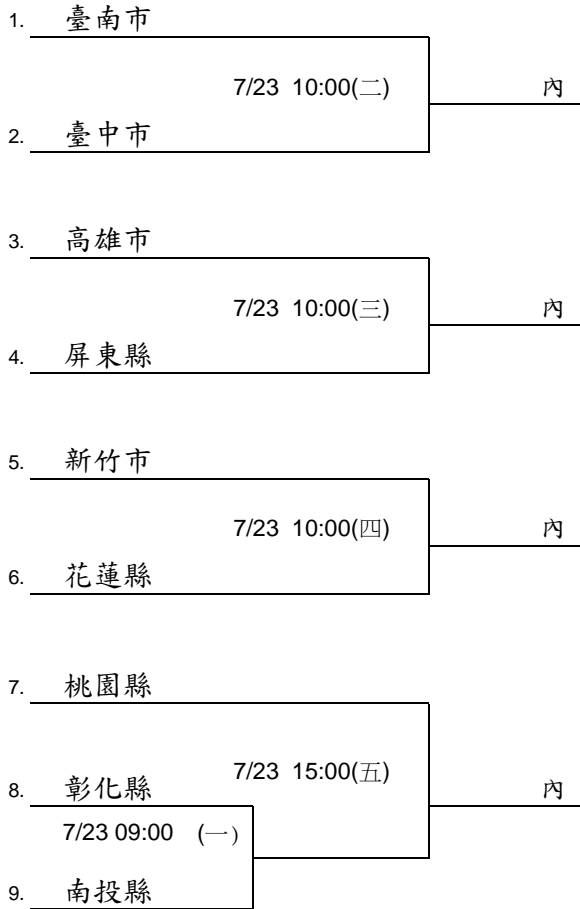 1. 臺南市
7/23 10:00(二) 內
2. 臺中市
3. 高雄市
7/23 10:00(三) 內
4. 屏東縣
5. 新竹市
7/23 10:00(四) 內
6. 花蓮縣
7. 桃園縣
7/23 15:00(五) 內
8. 彰化縣
7/23 09:00 (一)
9. 南投縣